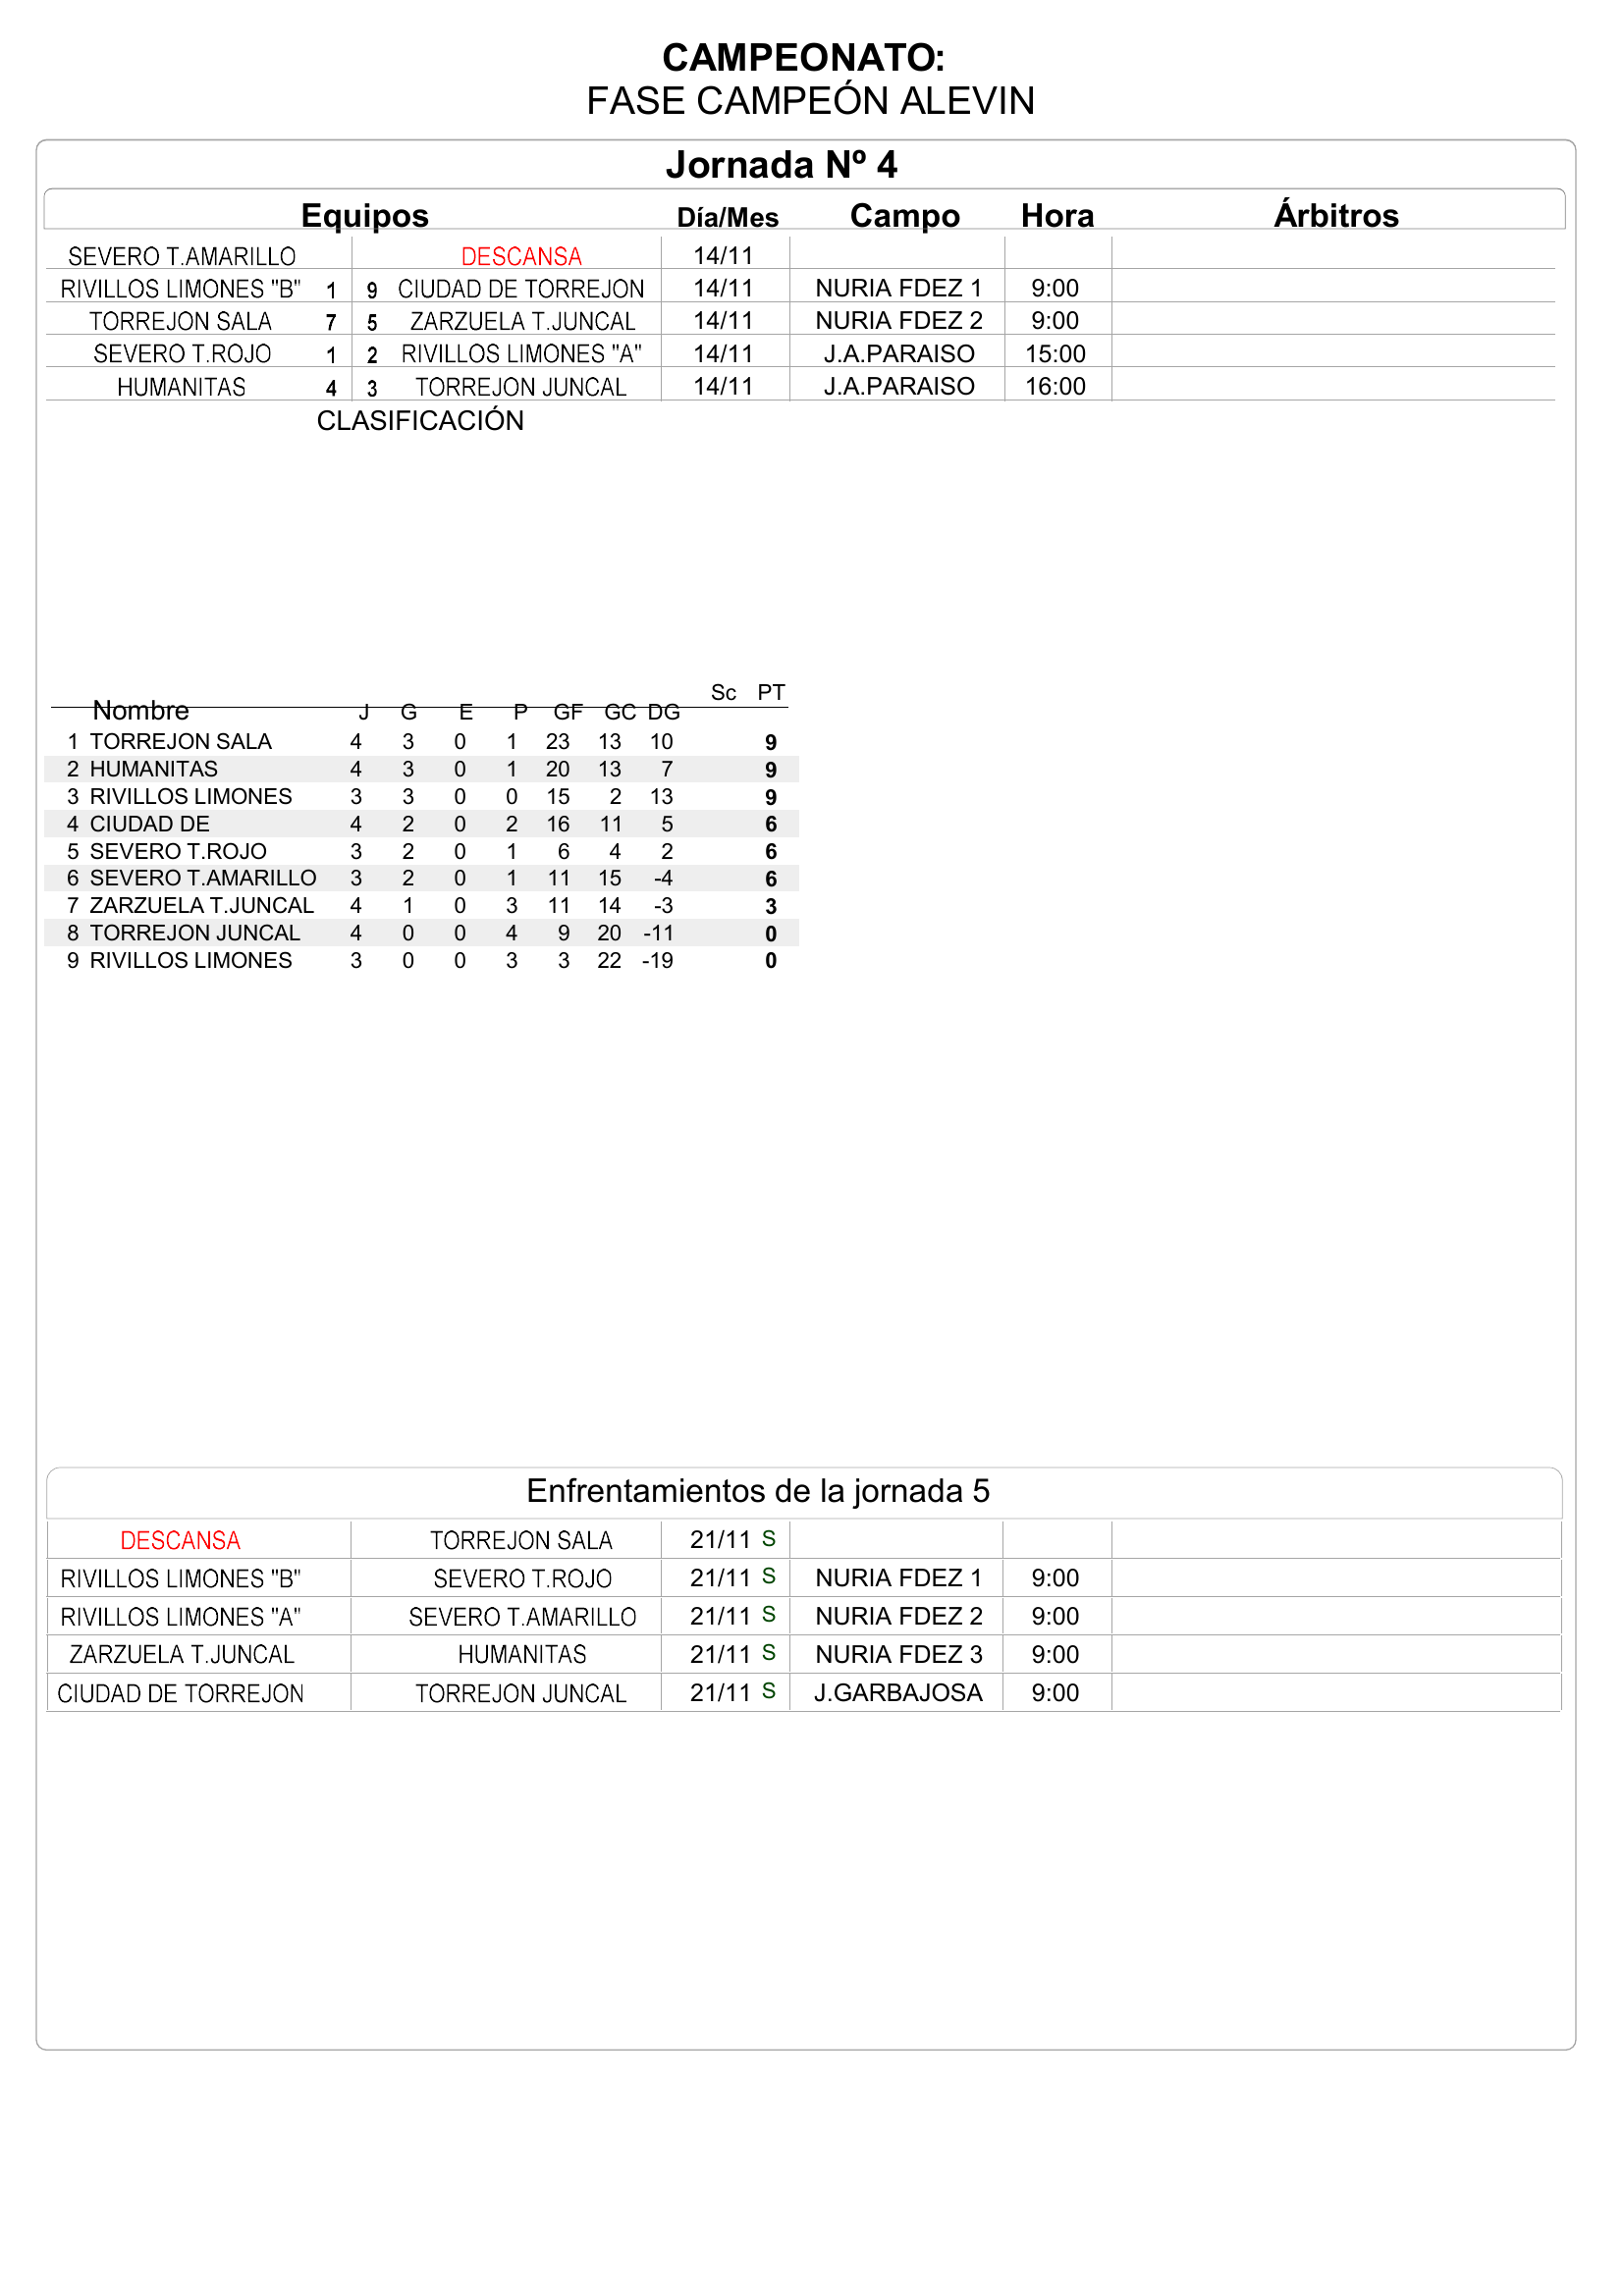 CAMPEONATO:
FASE CAMPEÓN ALEVIN
Jornada Nº 4
Equipos Día/Mes Campo Hora Árbitros
SEVERO T.AMARILLO DESCANSA 14/11
RIVILLOS LIMONES "B" 1 9 CIUDAD DE TORREJON 14/11 NURIA FDEZ 1 9:00
TORREJON SALA 7 5 ZARZUELA T.JUNCAL 14/11 NURIA FDEZ 2 9:00
SEVERO T.ROJO 1 2 RIVILLOS LIMONES "A" 14/11 J.A.PARAISO 15:00
HUMANITAS 4 3 TORREJON JUNCAL 14/11 J.A.PARAISO 16:00
CLASIFICACIÓN
Nombre J G E P GF GC DG Sc PT
1 TORREJON SALA 4 3 0 1 23 13 10 9
2 HUMANITAS 4 3 0 1 20 13 7 9
3 RIVILLOS LIMONES 3 3 0 0 15 2 13 9
4 CIUDAD DE 4 2 0 2 16 11 5 6
5 SEVERO T.ROJO 3 2 0 1 6 4 2 6
6 SEVERO T.AMARILLO 3 2 0 1 11 15 -4 6
7 ZARZUELA T.JUNCAL 4 1 0 3 11 14 -3 3
8 TORREJON JUNCAL 4 0 0 4 9 20 -11 0
9 RIVILLOS LIMONES 3 0 0 3 3 22 -19 0
Enfrentamientos de la jornada 5
DESCANSA TORREJON SALA 21/11 S
RIVILLOS LIMONES "B" SEVERO T.ROJO 21/11 S NURIA FDEZ 1 9:00
RIVILLOS LIMONES "A" SEVERO T.AMARILLO 21/11 S NURIA FDEZ 2 9:00
ZARZUELA T.JUNCAL HUMANITAS 21/11 S NURIA FDEZ 3 9:00
CIUDAD DE TORREJON TORREJON JUNCAL 21/11 S J.GARBAJOSA 9:00